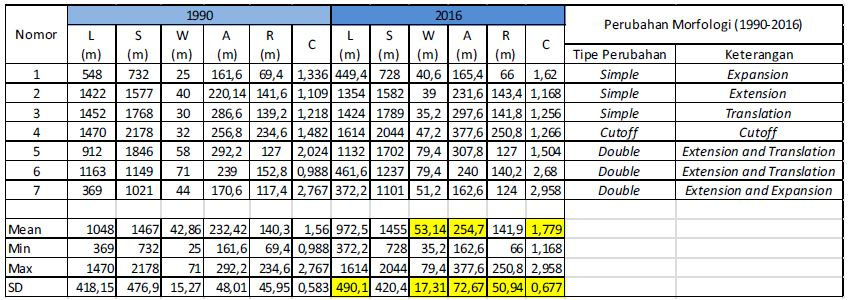 Nomor 1990 2016 Perubahan Morfologi (1990-2016)
L (m) S (m) W (m) A (m) R (m) C L (m) S (m) W (m) A (m) R (m) C Tipe Perubahan Keterangan
1 548 732 25 161,6 69,4 1,336 449,4 728 40,6 165,4 66 1,62 Simple Expansion
2 1422 1577 40 220,14 141,6 1,109 1354 1582 39 231,6 143,4 1,168 Simple Extension
3 1452 1768 30 286,6 139,2 1,218 1424 1789 35,2 297,6 141,8 1,256 Simple Translation
4 1470 2178 32 256,8 234,6 1,482 1614 2044 47,2 377,6 250,8 1,266 Cutoff Cutoff
5 912 1846 58 292,2 127 2,024 1132 1702 79,4 307,8 127 1,504 Double Extension and Translation
6 1163 1149 71 239 152,8 0,988 461,6 1237 79,4 240 140,2 2,68 Double Extension and Translation
7 369 1021 44 170,6 117,4 2,767 372,2 1101 51,2 162,6 124 2,958 Double Extension and Expansion
Mean 1048 1467 42,86 232,42 140,3 1,56 972,5 1455 53,14 254,7 141,9 1,779
Min 369 732 25 161,6 69,4 0,988 372,2 728 35,2 162,6 66 1,168
Max 1470 2178 71 292,2 234,6 2,767 1614 2044 79,4 377,6 250,8 2,958
SD 418,15 476,9 15,27 48,01 45,95 0,583 490,1 420,4 17,31 72,67 50,94 0,677